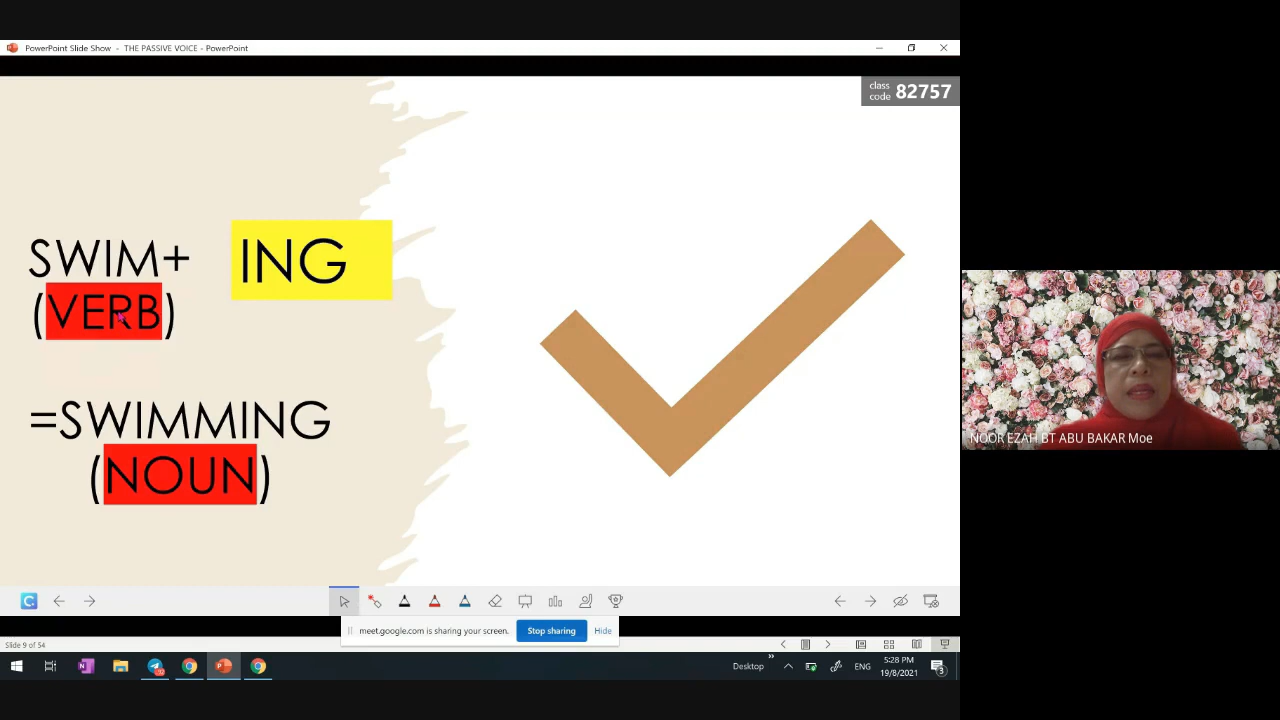 PowerPoint Slide Show - THE PASSIVE VOICE - PowerPoint
class
code 82757
SWIM+ ING
(VERB)
=SWIMMING
(NOUN)
NOOR EZAH BT ABU BAKAR Moe
meet.google.com is sharing your screen. Stop sharing Hide
Slide 9 of 54
92
Desktop
ENG
5:28 PM
19/8/2021
3